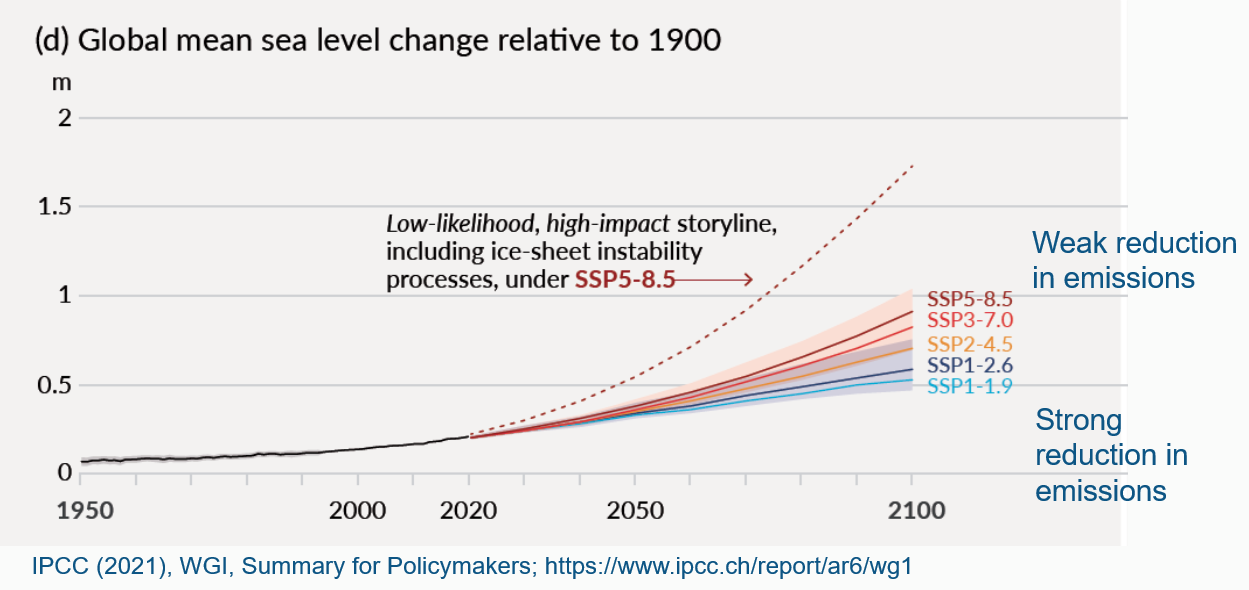 (d) Global mean sea level change relative to 1900
m
2
1.5
Low-likelihood, high-impact storyline,
including ice-sheet instability
processes, under SSP5-8.5
Weak reduction
in emissions
1
SSP5-8.5
SSP3-7.0
SSP2-4.5
SSP1-2.6
0.5
SSP1-1.9
Strong
reduction in
emissions
0
1950
2000
2020
2050
2100
IPCC (2021), WGI, Summary for Policymakers; https://www.ipcc.ch/report/ar6/wg1